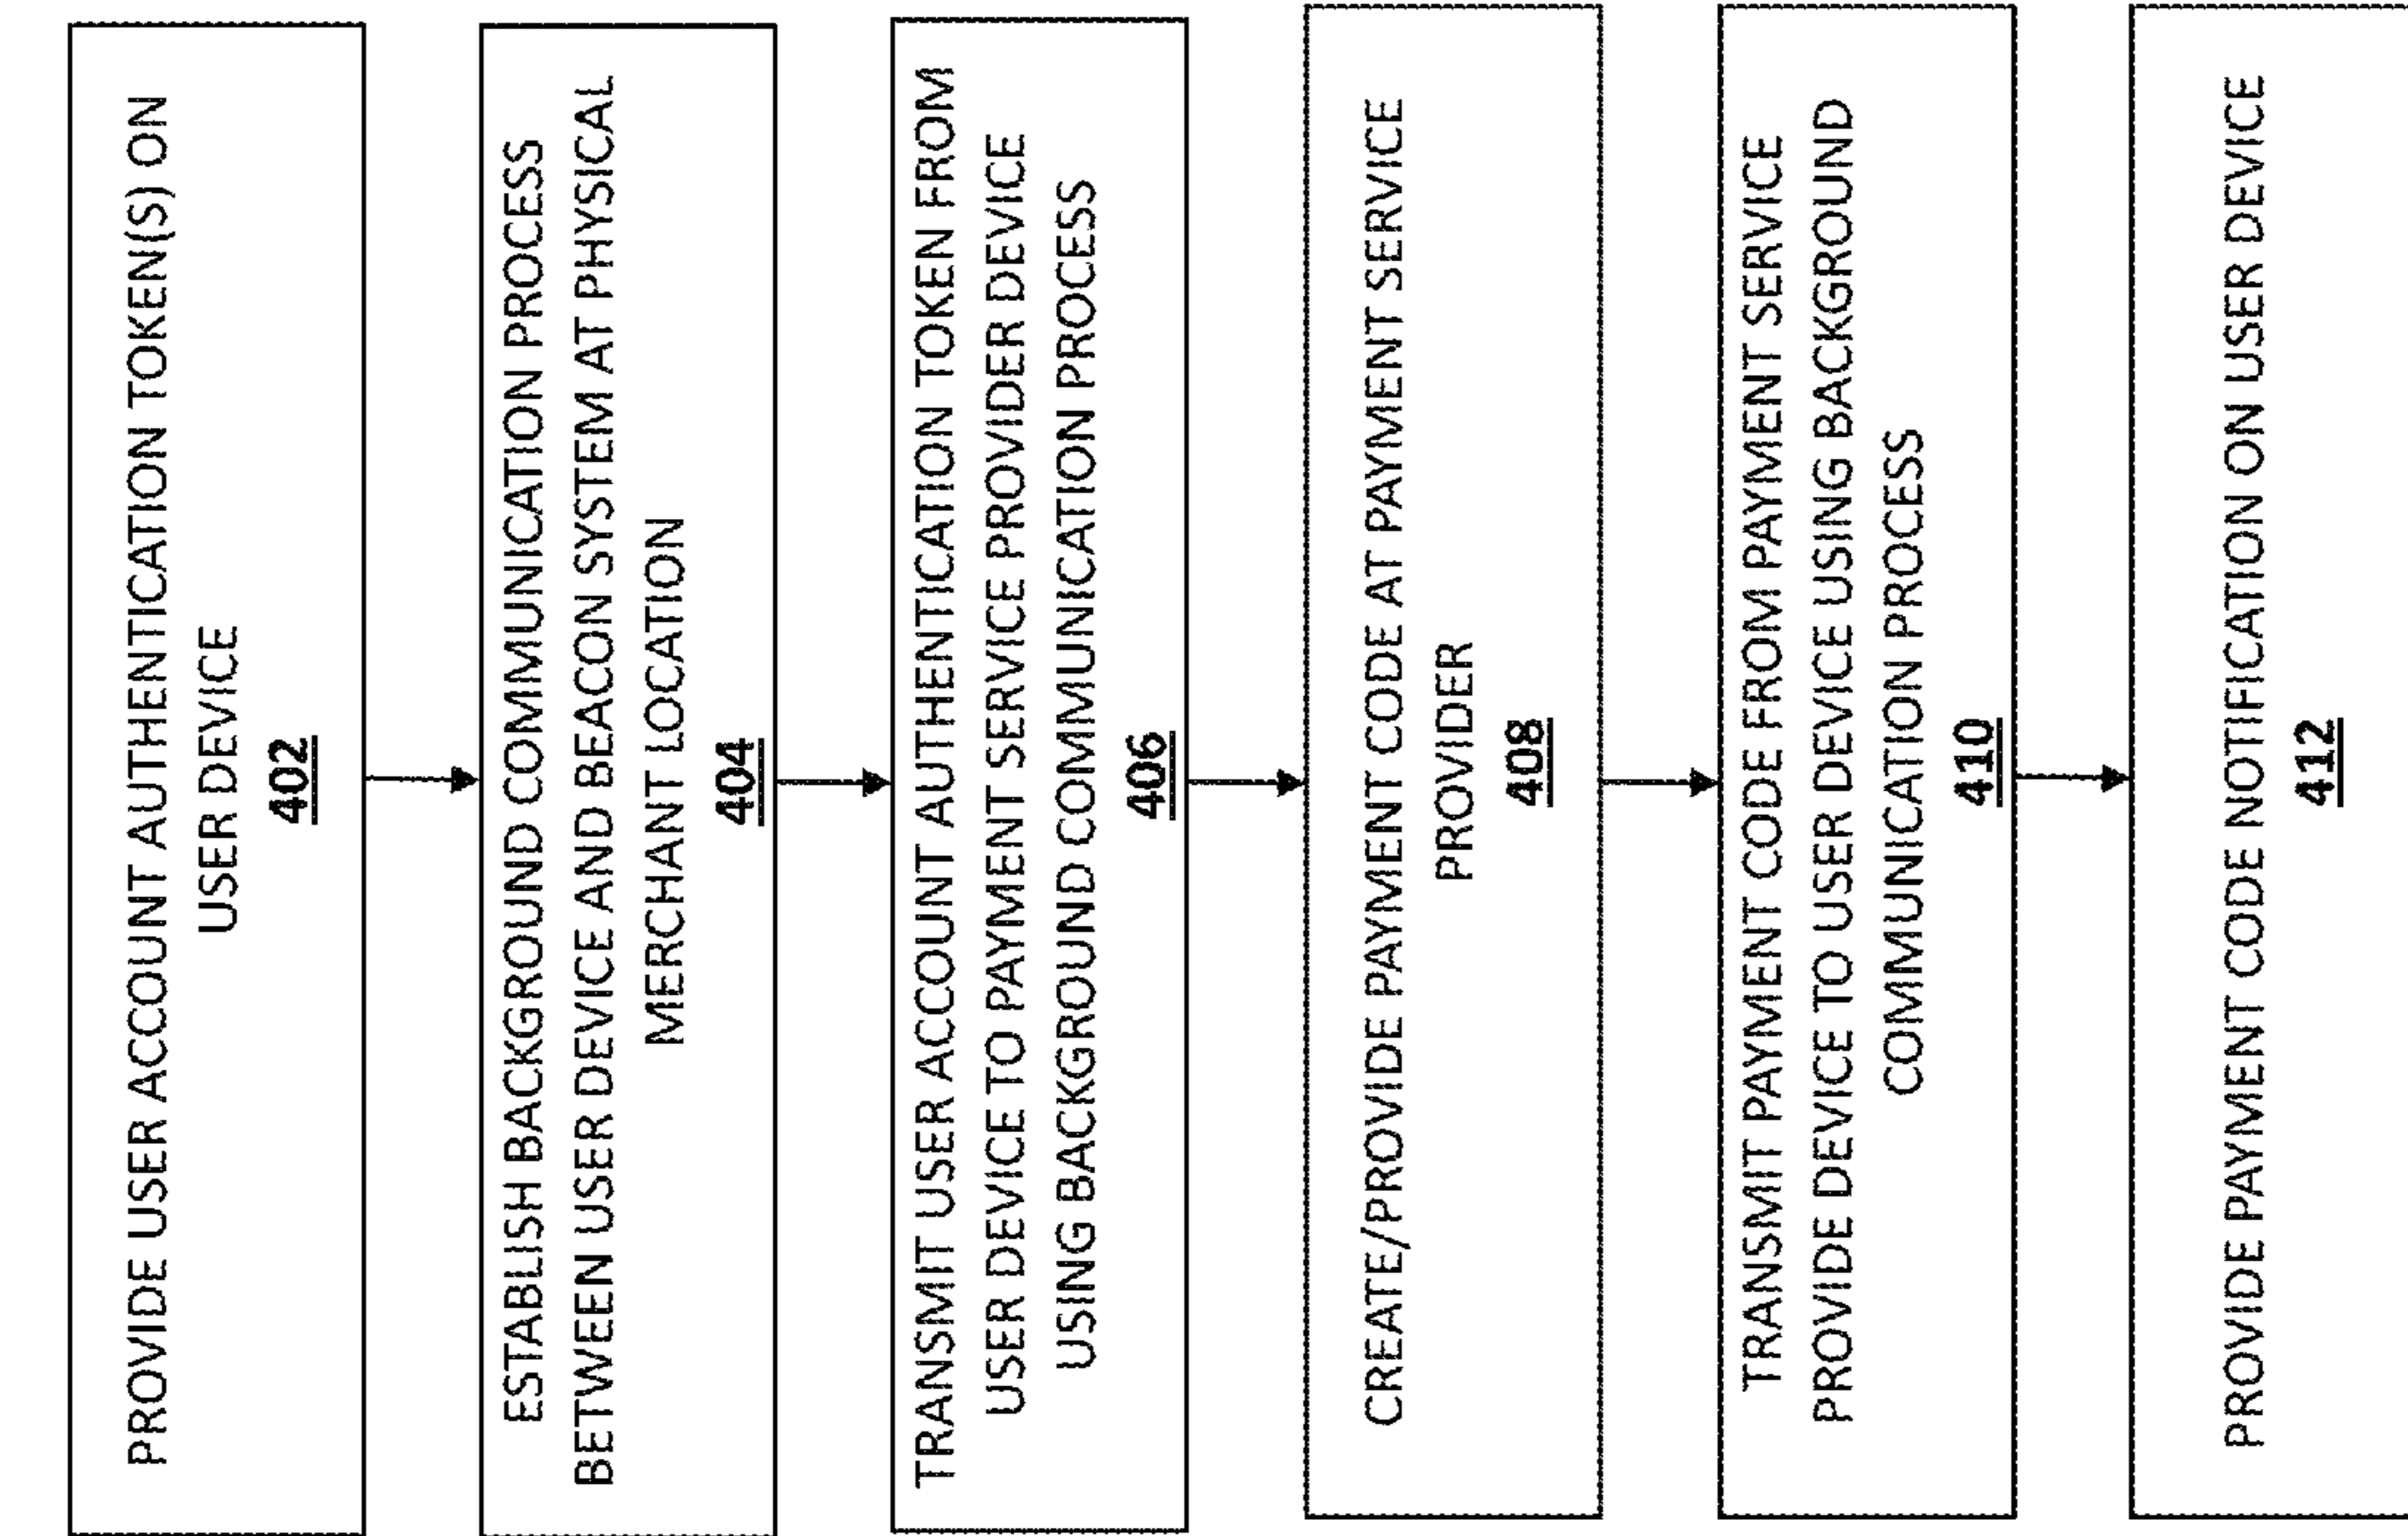 PROVIDE USER ACCOUNT AUTHENTICATION TOKEN(S) ON
USER DEVICE
402
ESTABLISH BACKGROUND COMMUNICATION PROCESS
BETWEEN USER DEVICE AND BEACON SYSTEM AT PHYSICAL
MERCHANT LOCATION
404
TRANSMIT USER ACCOUNT AUTHENTICATION TOKEN FROM
USER DEVICE TO PAYMENT SERVICE PROVIDER DEVICE
USING BACKGROUND COMMUNICATION PROCESS
406
CREATE/PROVIDE PAYMENT CODE AT PAYMENT SERVICE
PROVIDER
408
TRANSMIT PAYMENT CODE FROM PAYMENT SERVICE
PROVIDE DEVICE TO USER DEVICE USING BACKGROUND
COMMUNICATION PROCESS
410
PROVIDE PAYMENT CODE NOTIFICATION ON USER DEVICE
412